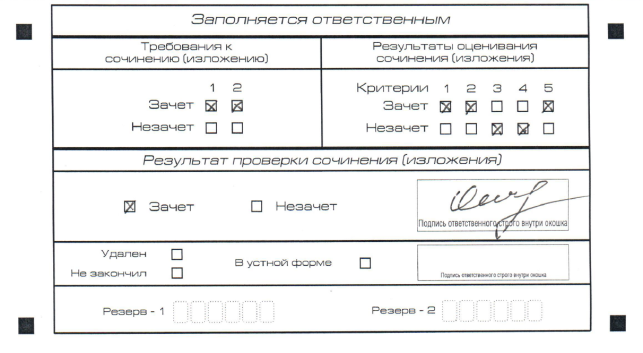 Заполняется ответственным
Требования к
сочинению (изложению)
Результаты оценивания
сочинения (изложения)
1 2
Зачет
Незачет
Критерии 1 2 3 4 5
Зачет
Незачет
Результат проверки сочинения (изложения)
Зачет
Незачет
Подпись ответственного строго внутри окошка
Удален
Не закончил
В устной форме
Подпись ответственного строго внутри окошка
Резерв - 1
Резерв - 2